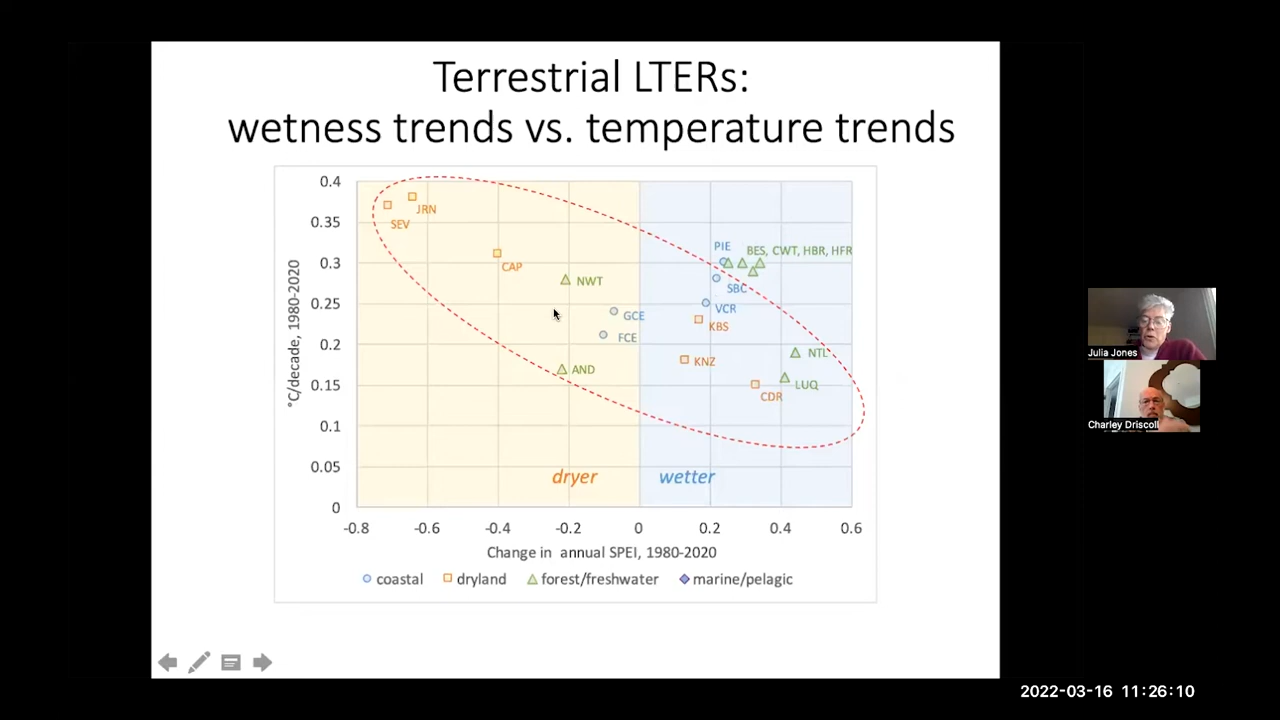 Terrestrial LTERs:
wetness trends vs. temperature trends
0.4
0.35
0.3
0.25
0.2
0.15
0.1
0.05
0
°C/decade, 1980-2020
JRN
SEV
CAP
NWT
GCE
FCE
AND
PIE
BES, CWT, HBR, HFR
SBC
VCR
KBS
KNZ
NTL
LUQ
CDR
dryer
wetter
-0.8 -0.6 -0.4 -0.2 0 0.2 0.4 0.6
Change in annual SPEI, 1980-2020
coastal dryland forest/freshwater marine/pelagic
Julia Jones
Charley Driscoll
2022-03-16 11:26:10